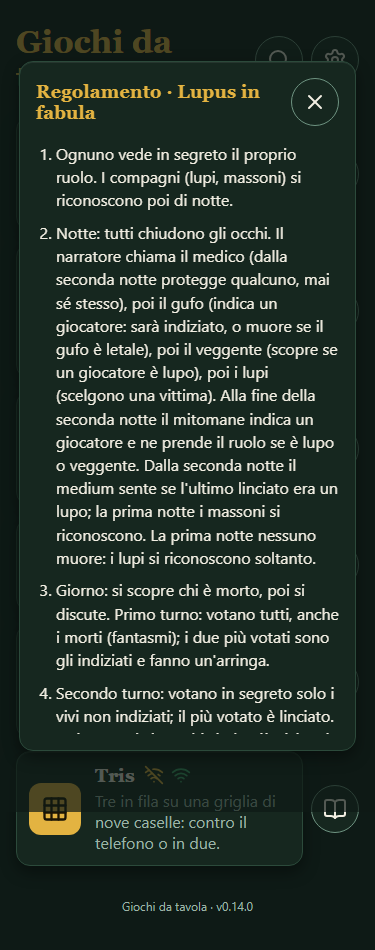 Giochi da
Regolamento · Lupus in
fabula
1. Ognuno vede in segreto il proprio
ruolo. I compagni (lupi, massoni) si
riconoscono poi di notte.
2. Notte: tutti chiudono gli occhi. Il
narratore chiama il medico (dalla
seconda notte protegge qualcuno, mai
sé stesso), poi il gufo (indica un
giocatore: sarà indiziato, o muore se il
gufo è letale), poi il veggente (scopre se
un giocatore è lupo), poi i lupi
(scelgono una vittima). Alla fine della
seconda notte il mitomane indica un
giocatore e ne prende il ruolo se è lupo
o veggente. Dalla seconda notte il
medium sente se l'ultimo linciato era un
lupo; la prima notte i massoni si
riconoscono. La prima notte nessuno
muore: i lupi si riconoscono soltanto.
3. Giorno: si scopre chi è morto, poi si
discute. Primo turno: votano tutti, anche
i morti (fantasmi); i due più votati sono
gli indiziati e fanno un'arringa.
4. Secondo turno: votano in segreto solo i
vivi non indiziati; il più votato è linciato.
Tris
Tre in fila su una griglia di
nove caselle: contro il
telefono o in due.
Giochi da tavola · v0.14.0